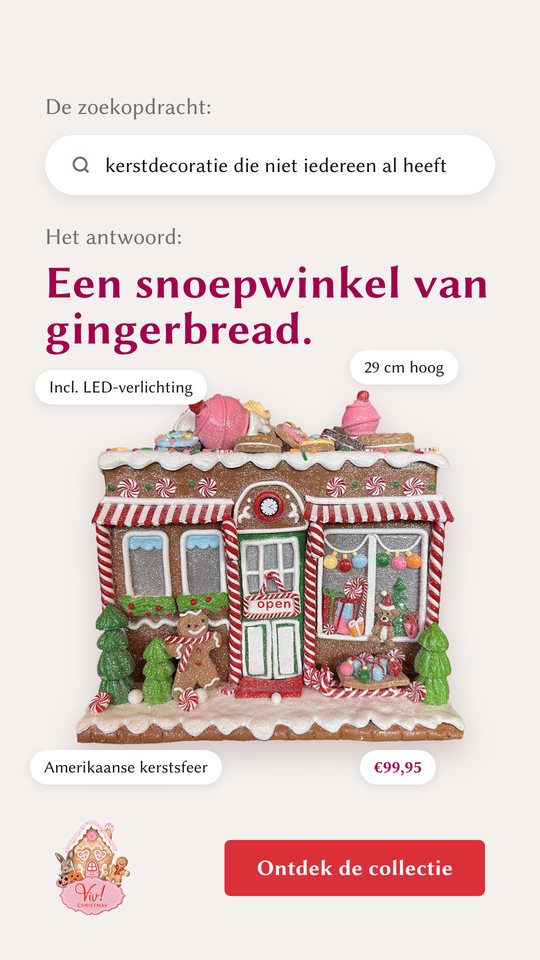 De zoekopdracht:
kerstdecoratie die niet iedereen al heeft
Het antwoord:
Een snoepwinkel van
gingerbread.
29 cm hoog
Incl. LED-verlichting
open
Amerikaanse kerstsfeer
€99,95
Viv!
CHRISTMAS
Ontdek de collectie